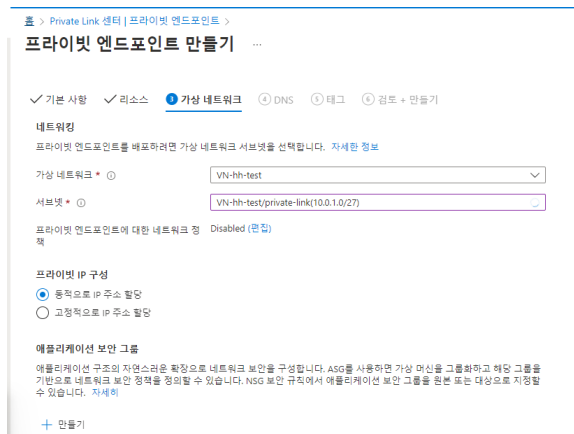 홈 > Private Link 센터 | 프라이빗 엔드포인트 >
프라이빗 엔드포인트 만들기 ...
✓ 기본 사항 ✓ 리소스 3 가상 네트워크 4 DNS 5 태그 6 검토 + 만들기
네트워킹
프라이빗 엔드포인트를 배포하려면 가상 네트워크 서브넷을 선택합니다. 자세한 정보
가상 네트워크 * VN-hh-test
서브넷 * VN-hh-test/private-link(10.0.1.0/27)
프라이빗 엔드포인트에 대한 네트워크 정 Disabled (편집)
책
프라이빗 IP 구성
동적으로 IP 주소 할당
고정적으로 IP 주소 할당
애플리케이션 보안 그룹
애플리케이션 구조의 자연스러운 확장으로 네트워크 보안을 구성합니다. ASG를 사용하면 가상 머신을 그룹화하고 해당 그룹을
기반으로 네트워크 보안 정책을 정의할 수 있습니다. NSG 보안 규칙에서 애플리케이션 보안 그룹을 원본 또는 대상으로 지정할
수 있습니다. 자세히
+ 만들기